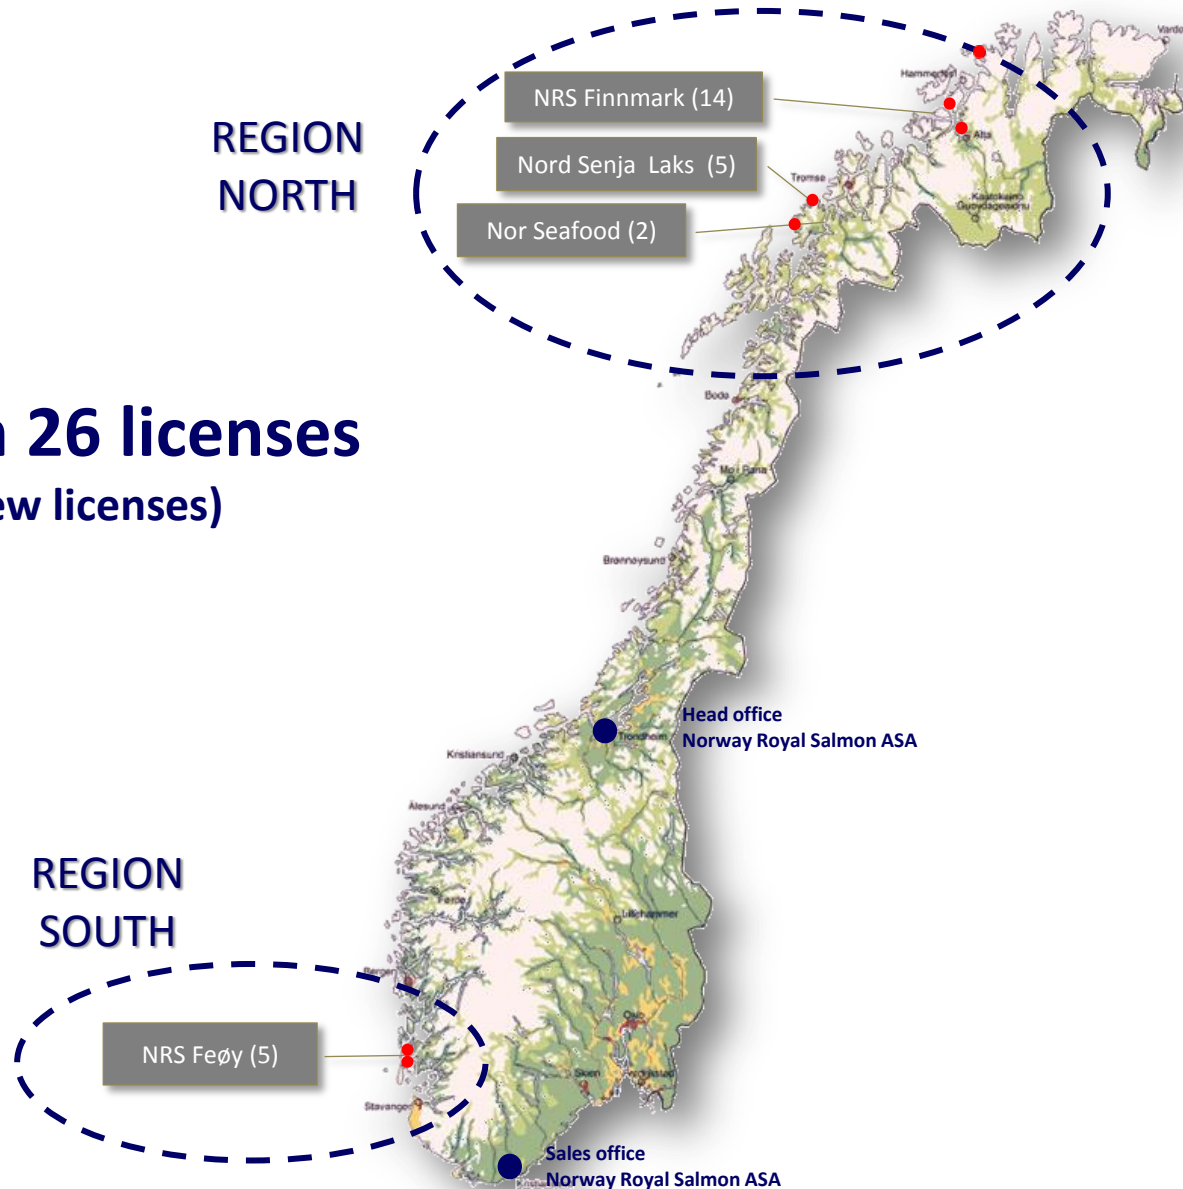 Vardø
Hammerfest
NRS Finnmark (14)
REGION
NORTH
Alta
Nord Senja Laks (5)
Tromsø
Kautokeino
Nor Seafood (2)
Bodø
26 licenses
ew licenses)
Mo i Rana
Brønnøysund
Head office
Norway Royal Salmon ASA
Trondheim
Kristiansund
Ålesund
REGION
SOUTH
Førde
Lillehammer
Bergen
Oslo
NRS Feøy (5)
Skien
Stavanger
Sales office
Norway Royal Salmon ASA